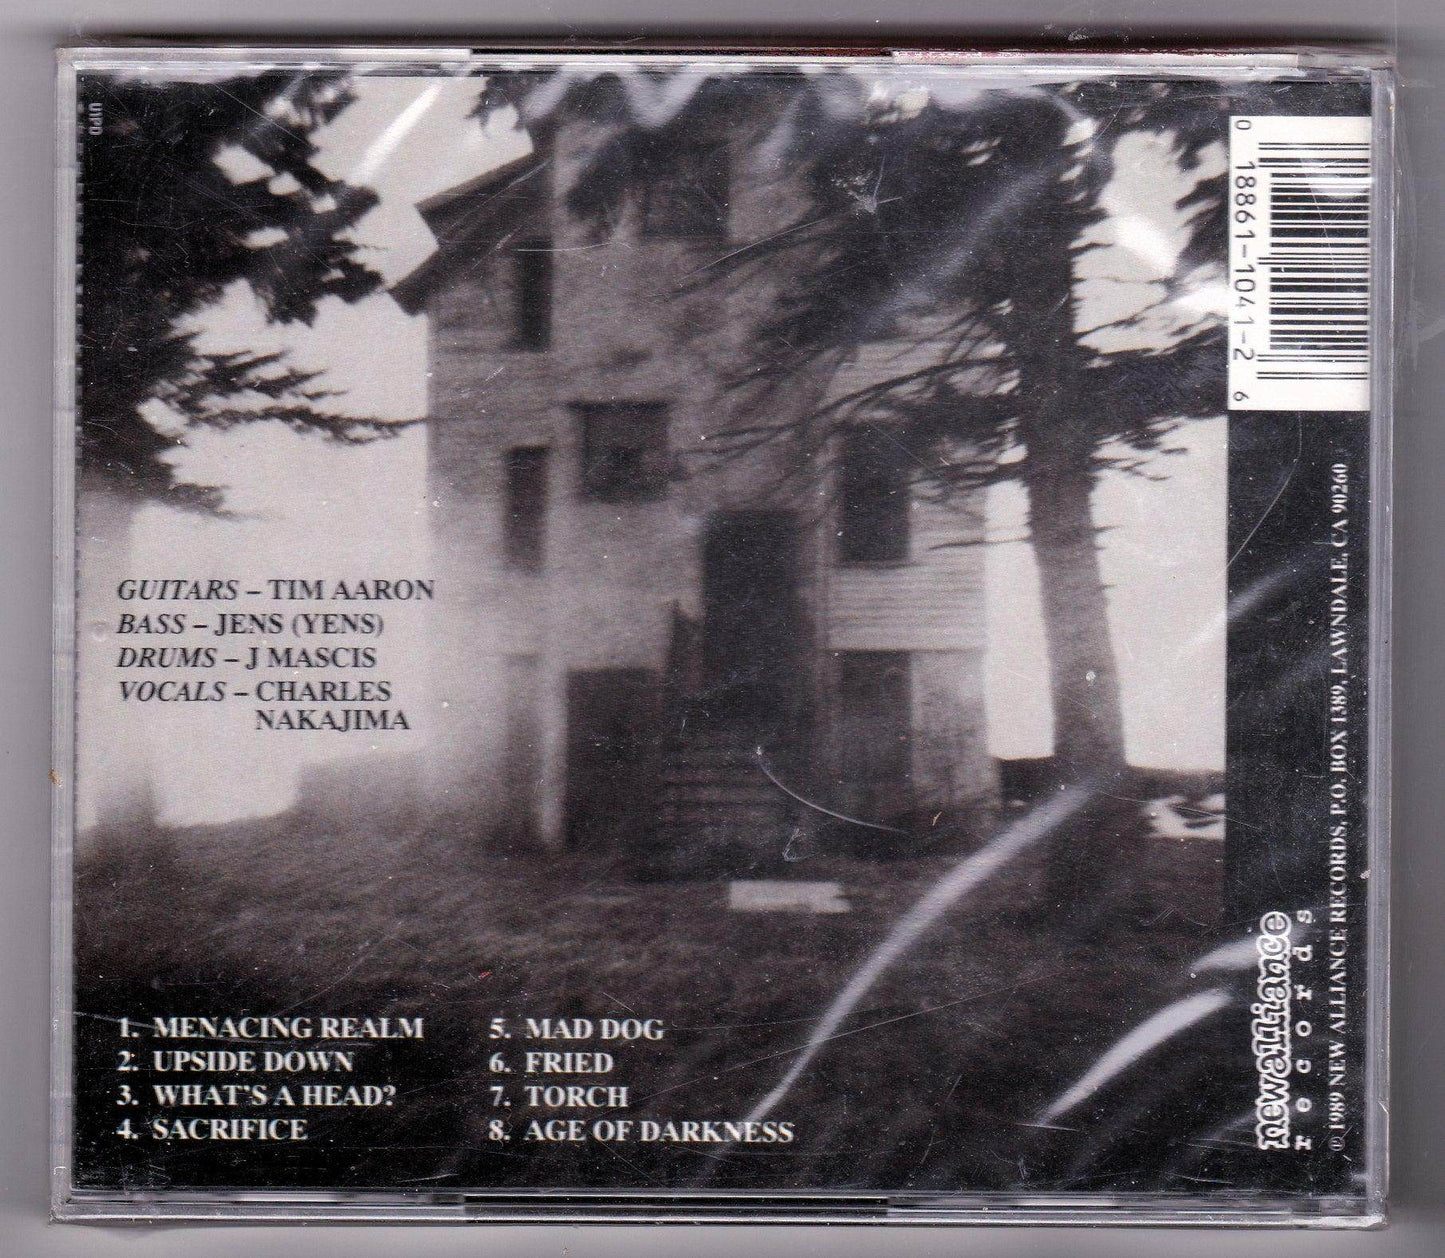 GUITARS – TIM AARON
BASS – JENS (YENS)
DRUMS – J MASCIS
VOCALS – CHARLES
NAKAJIMA
1. MENACING REALM
2. UPSIDE DOWN
3. WHAT'S A HEAD?
4. SACRIFICE
5. MAD DOG
6. FRIED
7. TORCH
8. AGE OF DARKNESS
0 18861-1041-2 6
newalliance
records
℗ 1989 NEW ALLIANCE RECORDS, P.O. BOX 1389, LAWNDALE, CA 90260